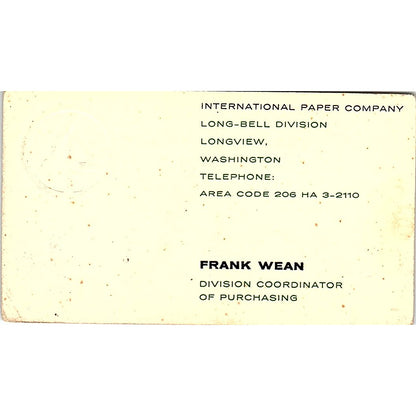 INTERNATIONAL PAPER COMPANY
LONG-BELL DIVISION
LONGVIEW,
WASHINGTON
TELEPHONE:
AREA CODE 206 HA 3-2110
FRANK WEAN
DIVISION COORDINATOR
OF PURCHASING